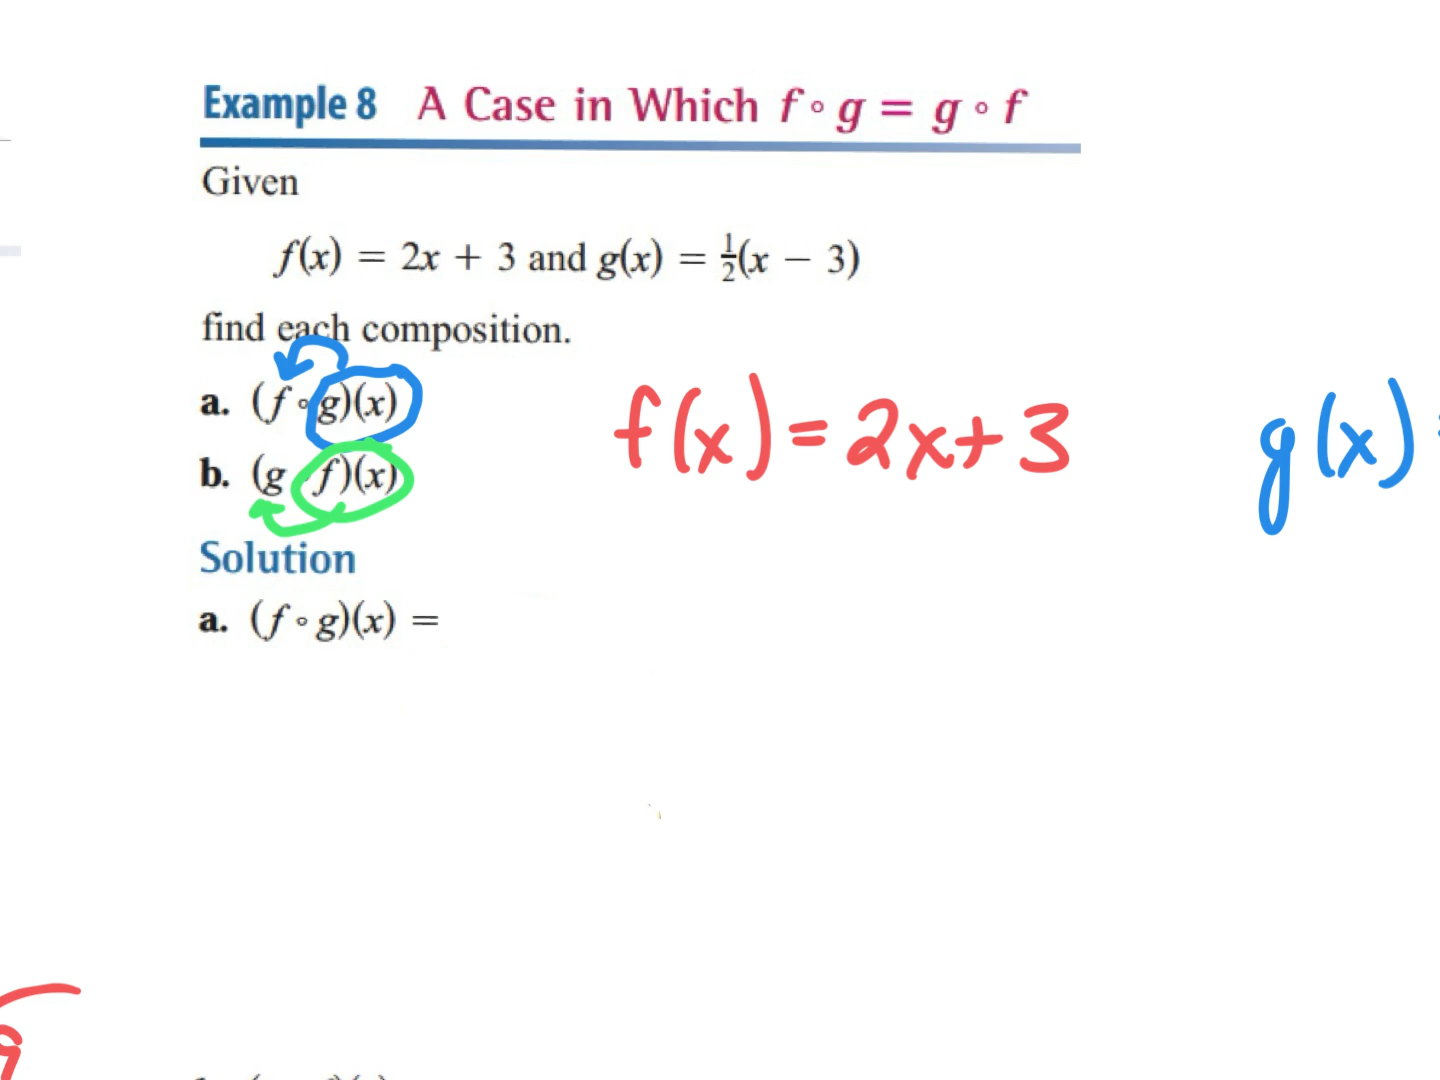 Example 8 A Case in Which f ∘ g = g ∘ f
Given
f(x) = 2x + 3 and g(x) = ½(x − 3)
find each composition.
a. (f ∘ g)(x)
f(x) = 2x+3
g(x)
b. (g f)(x)
Solution
a. (f ∘ g)(x) =